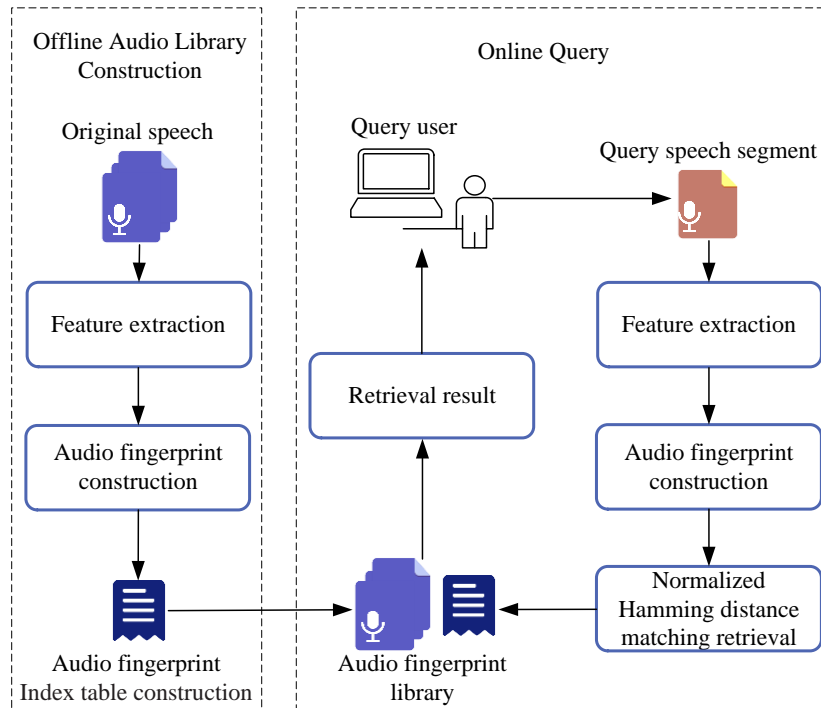 Offline Audio Library
Construction
Original speech
Feature extraction
Audio fingerprint
construction
Audio fingerprint
Index table construction
Online Query
Query user
Query speech segment
Feature extraction
Audio fingerprint
construction
Normalized
Hamming distance
matching retrieval
Retrieval result
Audio fingerprint
library